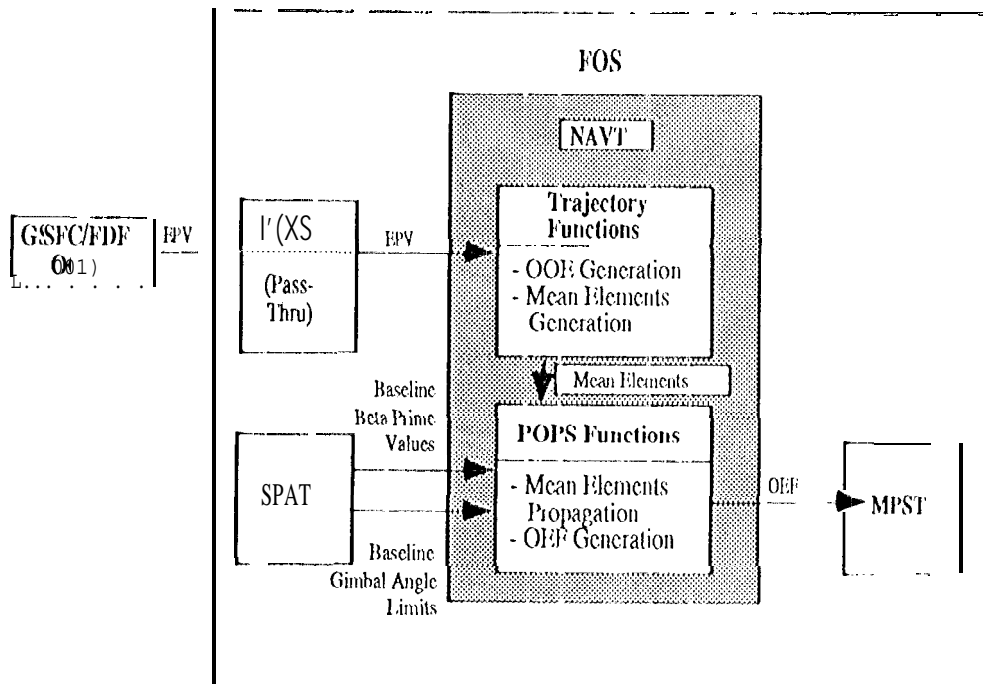 FOS
NAVT
GSFC/FDF
EPV
I'(XS
(Pass-
Thru)
EPV
Trajectory
Functions
- OOE Generation
- Mean Elements
Generation
Mean Elements
Baseline
Beta Prime
Values
SPAT
Baseline
Gimbal Angle
Limits
POPS Functions
- Mean Elements
Propagation
- OEF Generation
OEF
MPST